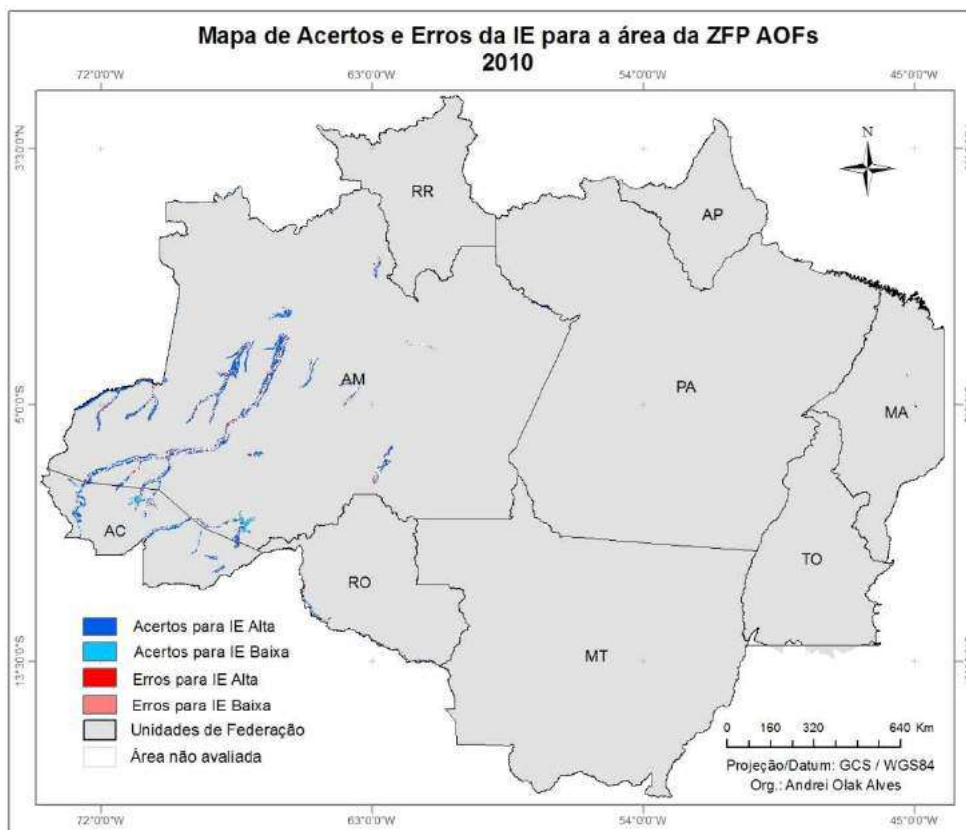 Mapa de Acertos e Erros da IE para a área da ZFP AOFs
2010
72°0'0"W 63°0'0"W 54°0'0"W 45°0'0"W
3°30'0"N
N
RR
AP
AM
PA
MA
AC
RO
TO
MT
13°30'0"S
Acertos para IE Alta
Acertos para IE Baixa
Erros para IE Alta
Erros para IE Baixa
Unidades de Federação
Área não avaliada
0 160 320 640 Km
Projeção/Datum: GCS / WGS84
Org.: Andrei Olak Alves
72°0'0"W 63°0'0"W 54°0'0"W 45°0'0"W